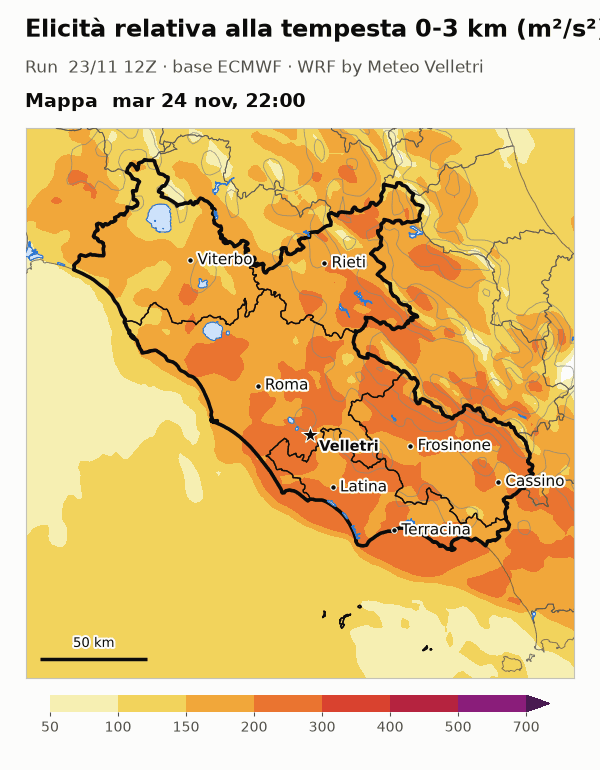 Elicità relativa alla tempesta 0-3 km (m²/s²)
Run  23/11 12Z · base ECMWF · WRF by Meteo Velletri
Mappa  mar 24 nov, 22:00
Viterbo
Rieti
Roma
Velletri
Frosinone
Latina
Cassino
Terracina
50 km
50 100 150 200 300 400 500 700